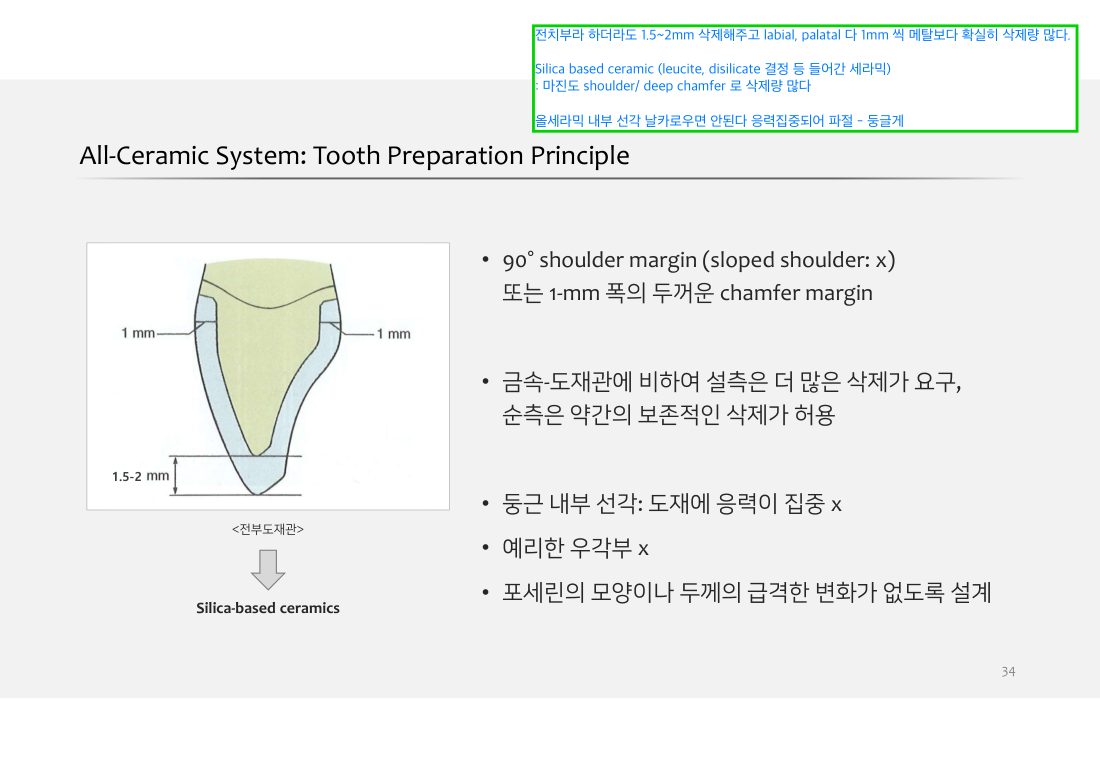 전치부라 하더라도 1.5~2mm 삭제해주고 labial, palatal 다 1mm 씩 메탈보다 확실히 삭제량 많다.
Silica based ceramic (leucite, disilicate 결정 등 들어간 세라믹)
: 마진도 shoulder/ deep chamfer 로 삭제량 많다
올세라믹 내부 선각 날카로우면 안된다 응력집중되어 파절 - 둥글게
All-Ceramic System: Tooth Preparation Principle
1 mm
1 mm
1.5-2 mm
<전부도재관>
Silica-based ceramics
• 90° shoulder margin (sloped shoulder: x)
또는 1-mm 폭의 두꺼운 chamfer margin
• 금속-도재관에 비하여 설측은 더 많은 삭제가 요구,
순측은 약간의 보존적인 삭제가 허용
• 둥근 내부 선각: 도재에 응력이 집중 x
• 예리한 우각부 x
• 포세린의 모양이나 두께의 급격한 변화가 없도록 설계
34